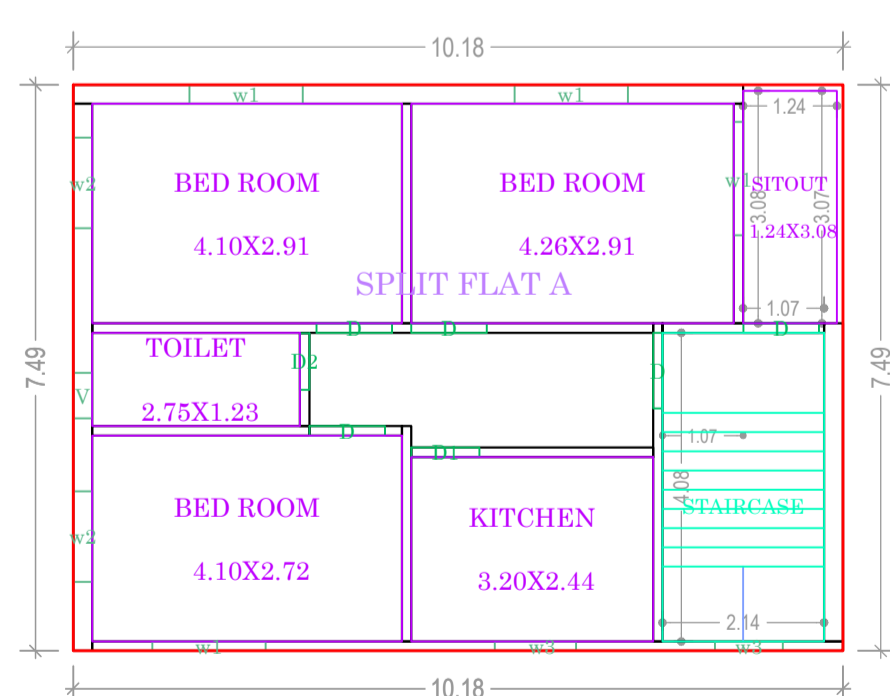 10.18
w1
w1
1.24
w2
BED ROOM
BED ROOM
w1
SITOUT
3.08
3.07
4.10X2.91
4.26X2.91
1.24X3.08
SPLIT FLAT A
1.07
7.49
7.49
D
D
D
TOILET
D2
D
V
2.75X1.23
D
1.07
D1
4.08
BED ROOM
KITCHEN
STAIRCASE
w2
4.10X2.72
3.20X2.44
2.14
w1
w3
w3
10.18